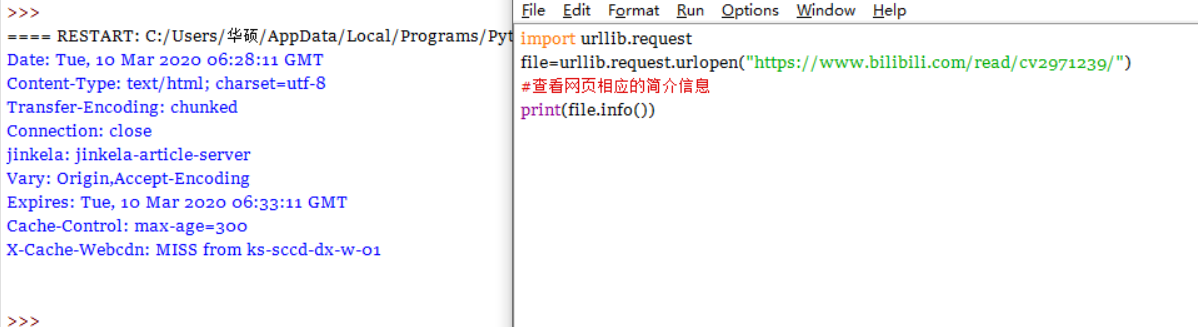 >>>
==== RESTART: C:/Users/华硕/AppData/Local/Programs/Pyt
Date: Tue, 10 Mar 2020 06:28:11 GMT
Content-Type: text/html; charset=utf-8
Transfer-Encoding: chunked
Connection: close
jinkela: jinkela-article-server
Vary: Origin,Accept-Encoding
Expires: Tue, 10 Mar 2020 06:33:11 GMT
Cache-Control: max-age=300
X-Cache-Webcdn: MISS from ks-sccd-dx-w-01
>>>
File Edit Format Run Options Window Help
import urllib.request
file=urllib.request.urlopen("https://www.bilibili.com/read/cv2971239/")
#查看网页相应的简介信息
print(file.info())